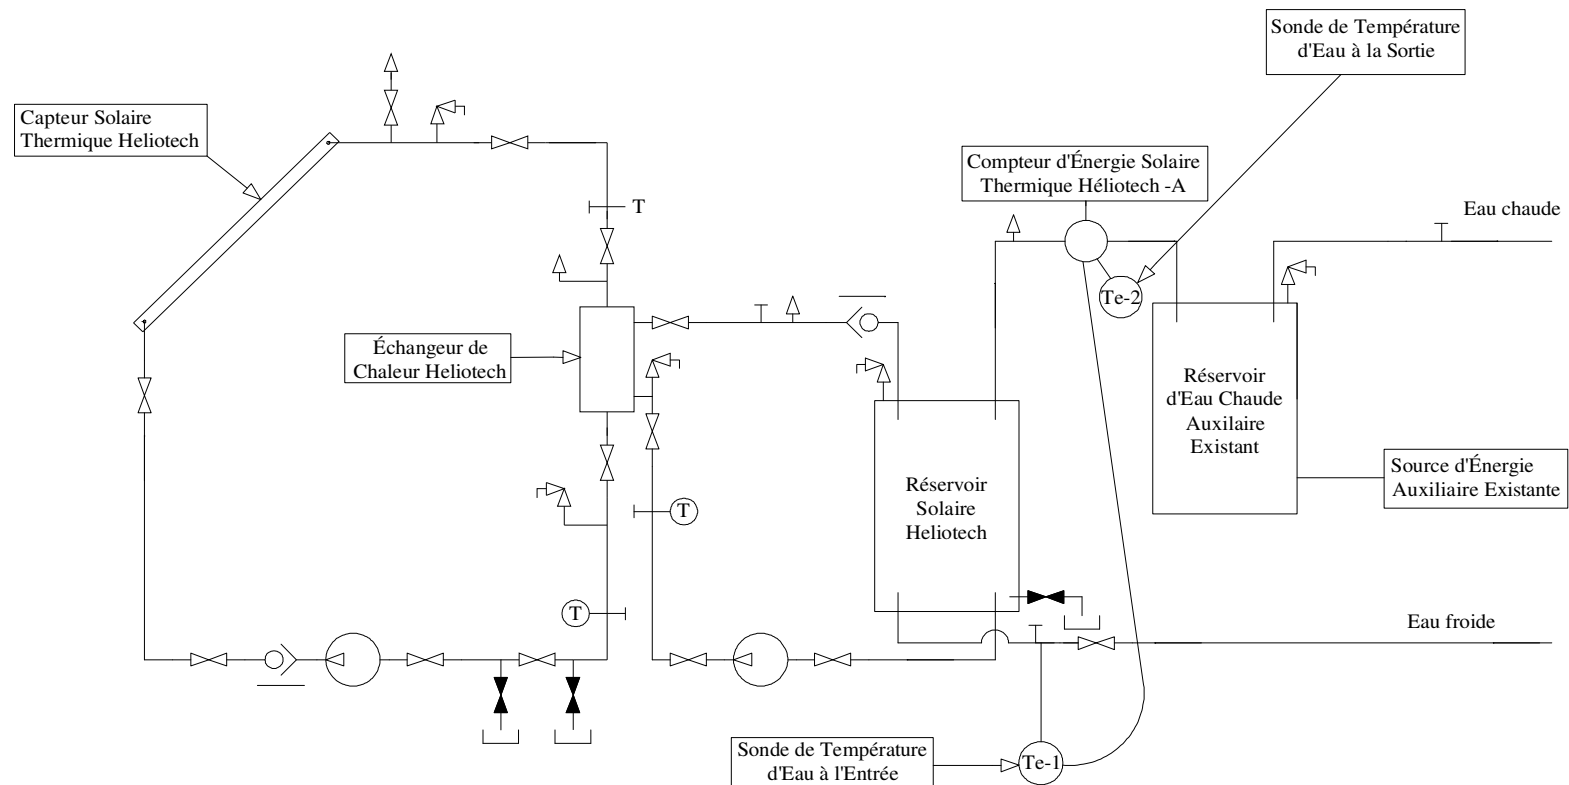 Sonde de Température
d'Eau à la Sortie
Capteur Solaire
Thermique Heliotech
Compteur d'Énergie Solaire
Thermique Héliotech -A
T
Eau chaude
Te-2
Échangeur de
Chaleur Heliotech
Réservoir
d'Eau Chaude
Auxilaire
Existant
Source d'Énergie
Auxiliaire Existante
Réservoir
Solaire
Heliotech
T
T
Eau froide
Sonde de Température
d'Eau à l'Entrée
Te-1